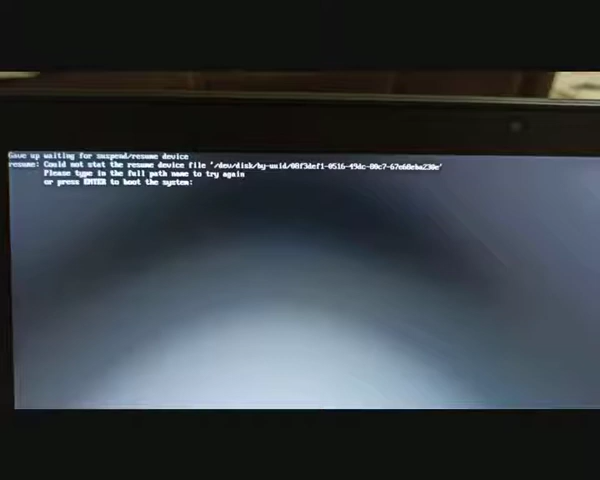 Gave up waiting for suspend/resume device
resume: Could not stat the resume device file '/dev/disk/by-uuid/08f3def1-0516-49dc-80c7-67e60eba230e'
Please type in the full path name to try again
or press ENTER to boot the system: